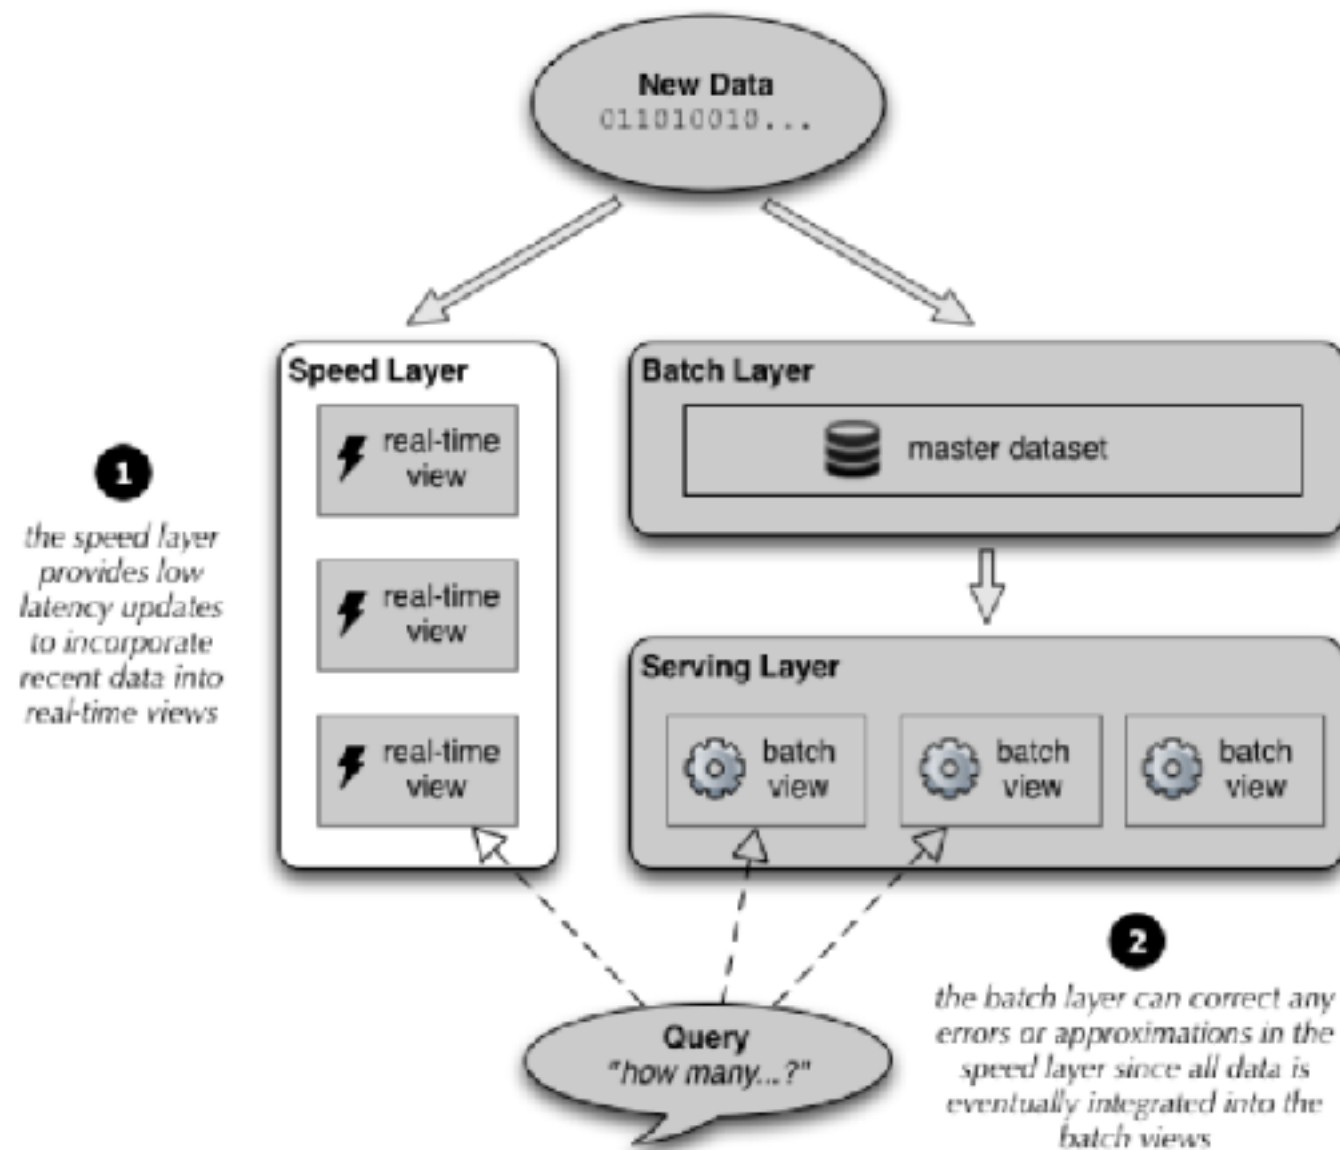 New Data
011010010...
Speed Layer
real-time
view
real-time
view
real-time
view
Batch Layer
master dataset
Serving Layer
batch
view
batch
view
batch
view
1
the speed layer
provides low
latency updates
to incorporate
recent data into
real-time views
Query
"how many...?"
2
the batch layer can correct any
errors or approximations in the
speed layer since all data is
eventually integrated into the
batch views